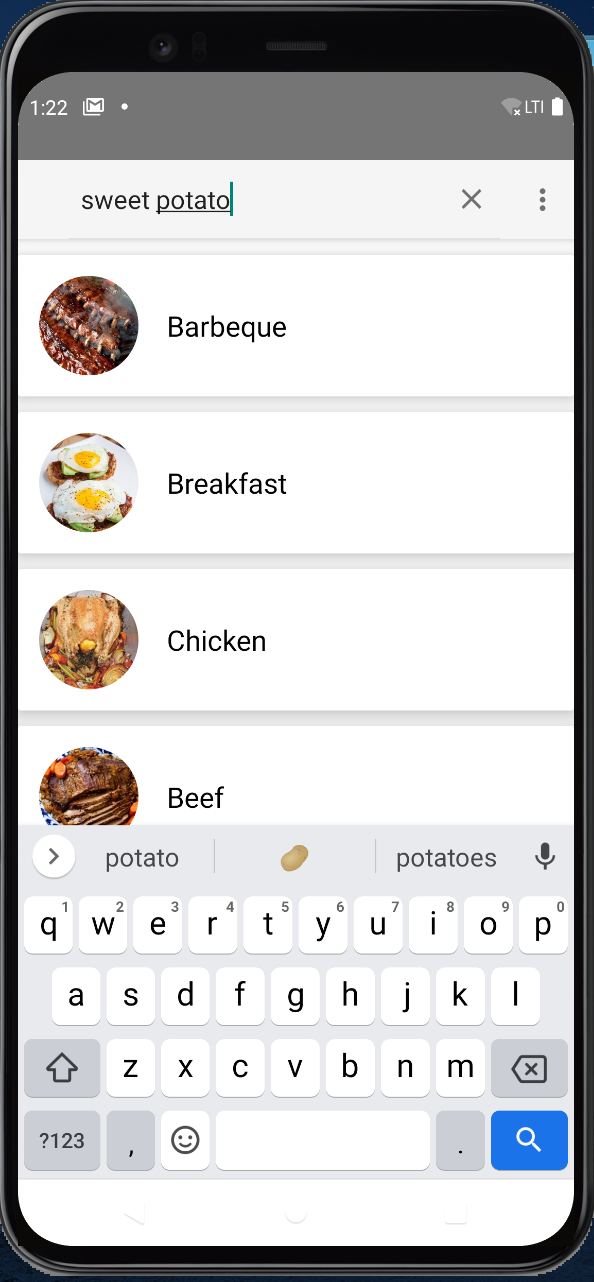 1:22 LTI
sweet potato
Barbeque
Breakfast
Chicken
Beef
potato potatoes
q1 w2 e3 r4 t5 y6 u7 i8 o9 p0
a s d f g h j k l
z x c v b n m
?123 , .